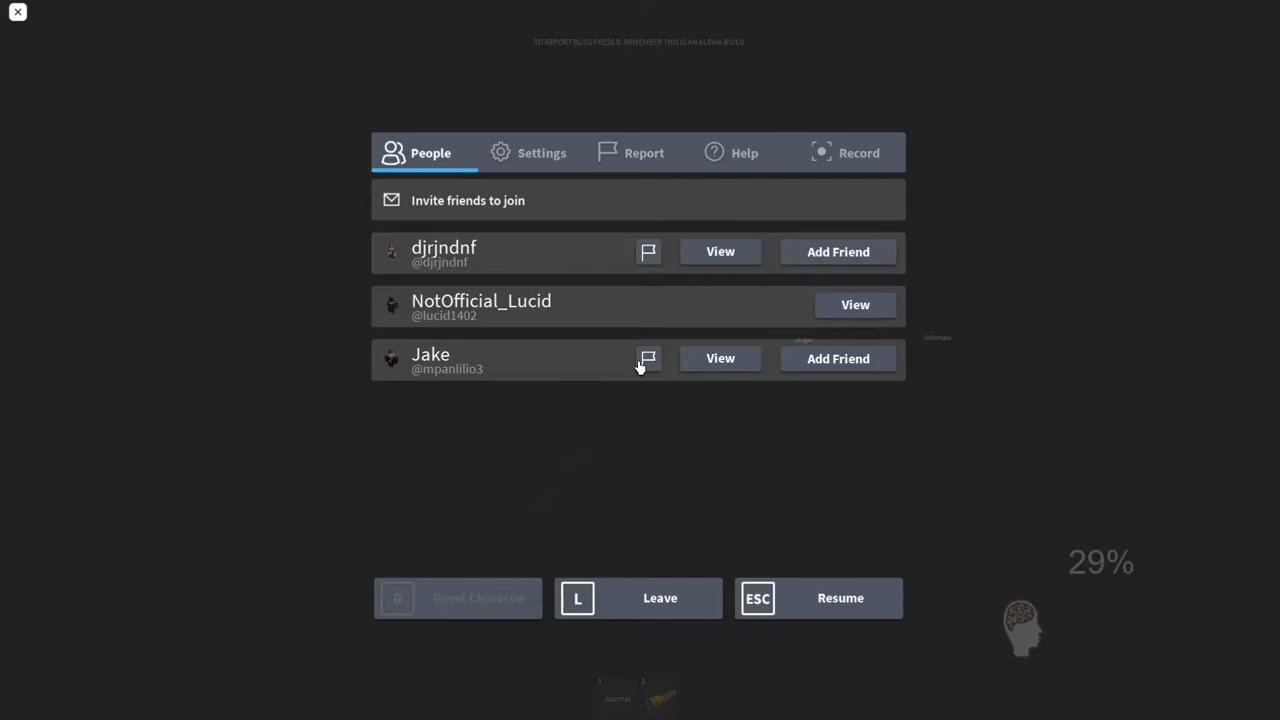 TO REPORT BUGS PRESS B. REMEMBER THIS IS AN ALPHA BUILD
People Settings Report Help Record
Invite friends to join
djrjndnf
@djrjndnf
View Add Friend
NotOfficial_Lucid
@lucid1402
View
Jake
@mpanlilio3
View Add Friend
29%
R Reset Character L Leave ESC Resume
1 2
Journal